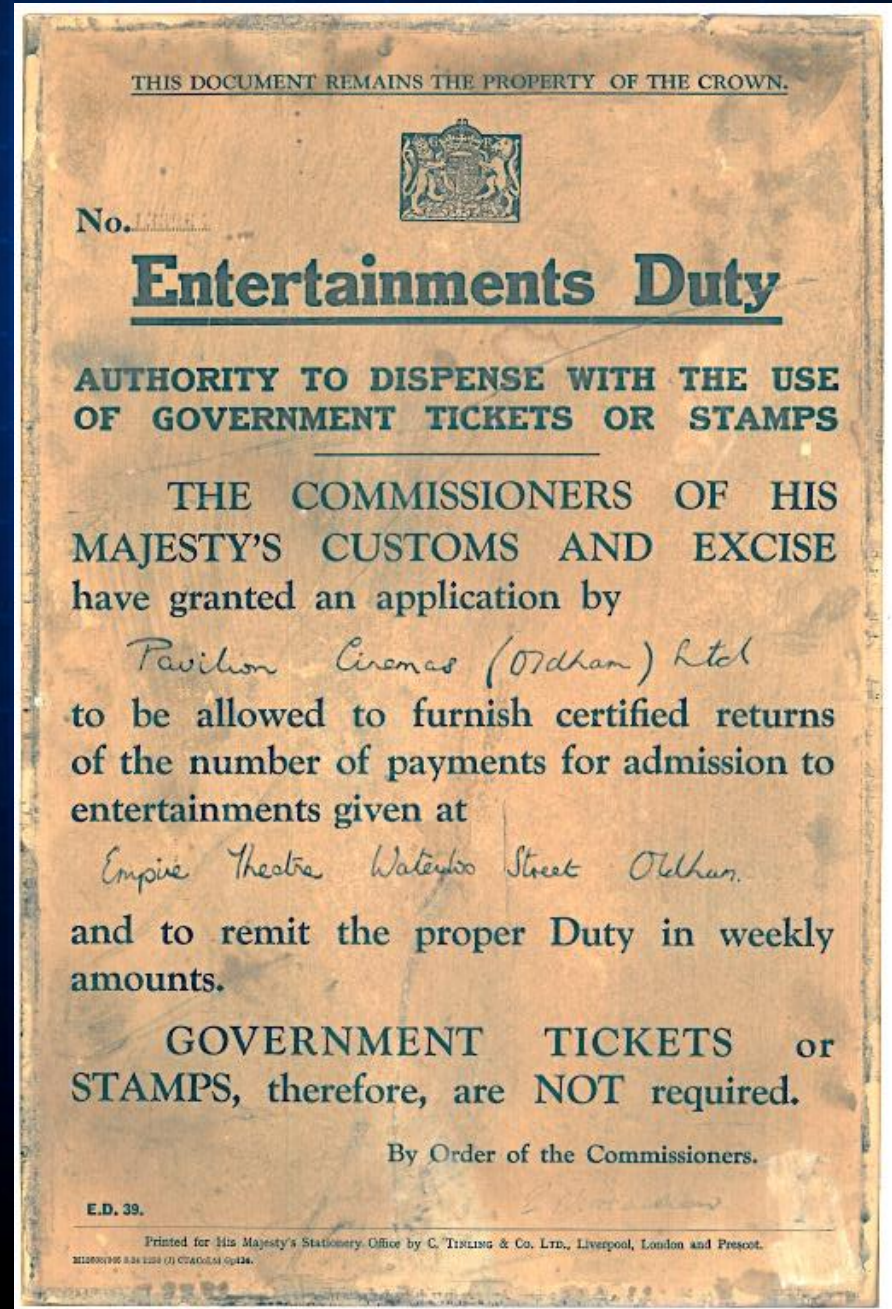 THIS DOCUMENT REMAINS THE PROPERTY OF THE CROWN.
No.
Entertainments Duty
AUTHORITY TO DISPENSE WITH THE USE
OF GOVERNMENT TICKETS OR STAMPS
THE COMMISSIONERS OF HIS
MAJESTY'S CUSTOMS AND EXCISE
have granted an application by
Pavilion Cinemas (Oldham) Ltd
to be allowed to furnish certified returns
of the number of payments for admission to
entertainments given at
Empire Theatre Waterloo Street Oldham.
and to remit the proper Duty in weekly
amounts.
GOVERNMENT TICKETS or
STAMPS, therefore, are NOT required.
By Order of the Commissioners.
E.D. 39.
Printed for His Majesty's Stationery Office by C. TINLING & Co. LTD., Liverpool, London and Prescot.